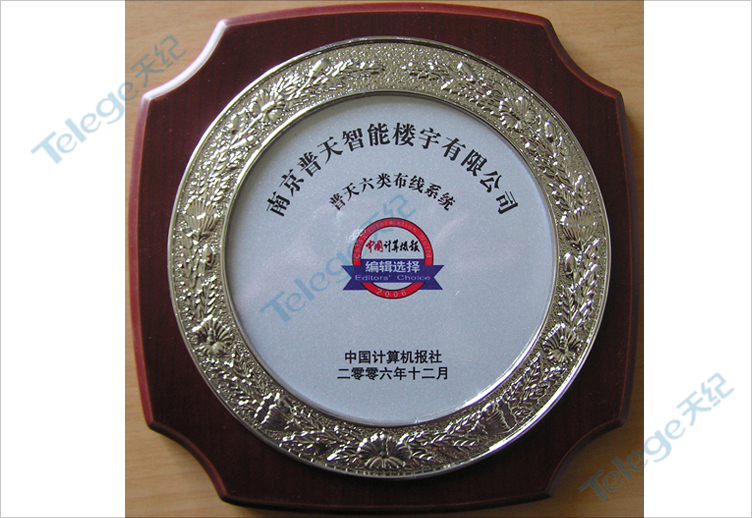 南京普天智能楼宇有限公司
普天六类布线系统
CHINA INFORMATION WORLD
中国计算机报
编辑选择
Editors' Choice
2006
中国计算机报社
二零零六年十二月
Telege天纪
Telege天纪
Telege天纪
Telege天纪